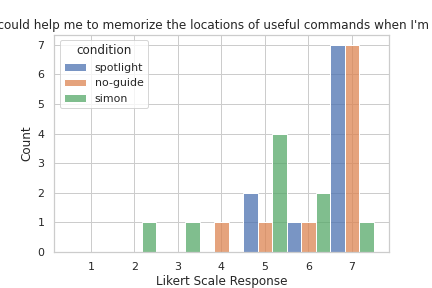 could help me to memorize the locations of useful commands when I'm
condition
spotlight
no-guide
simon
7
6
5
4
3
2
1
0
Count
1 2 3 4 5 6 7
Likert Scale Response